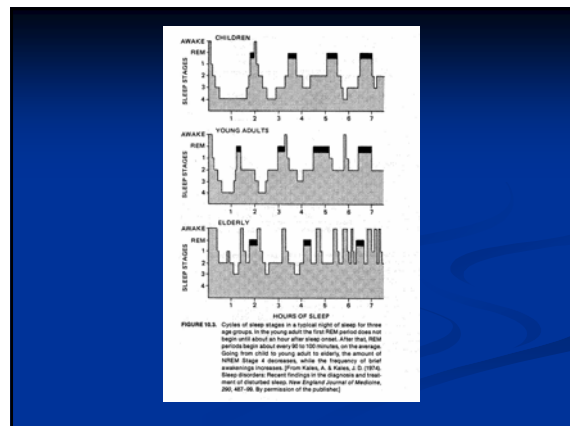 CHILDREN
AWAKE
REM
1
2
3
4
SLEEP STAGES
1 2 3 4 5 6 7
YOUNG ADULTS
AWAKE
REM
1
2
3
4
SLEEP STAGES
1 2 3 4 5 6 7
ELDERLY
AWAKE
REM
1
2
3
4
SLEEP STAGES
1 2 3 4 5 6 7
HOURS OF SLEEP
FIGURE 10.3. Cycles of sleep stages in a typical night of sleep for three
age groups. In the young adult the first REM period does not
begin until about an hour after sleep onset. After that, REM
periods begin about every 90 to 100 minutes, on the average.
Going from child to young adult to elderly, the amount of
NREM Stage 4 decreases, while the frequency of brief
awakenings increases. [From Kales, A. & Kales, J. D. (1974).
Sleep disorders: Recent findings in the diagnosis and treat-
ment of disturbed sleep. New England Journal of Medicine,
290, 487-99. By permission of the publisher.]